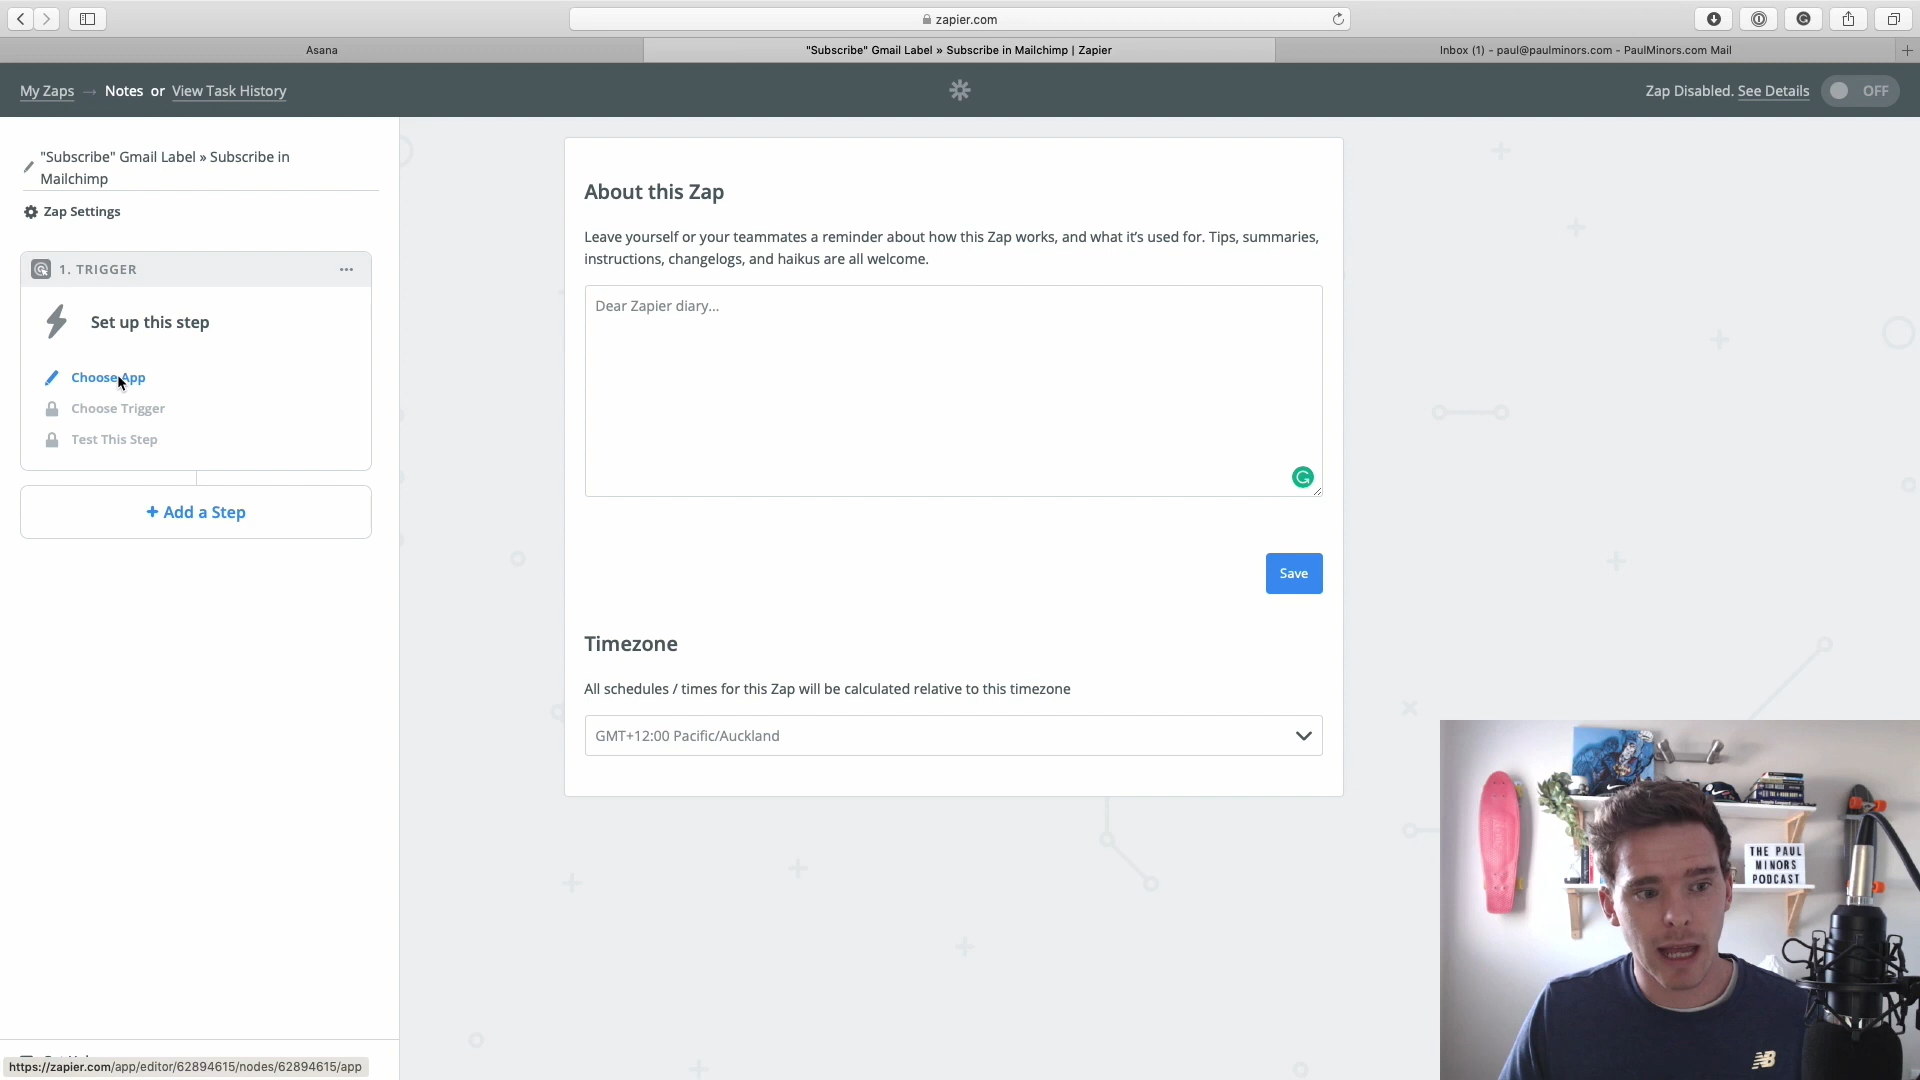 zapier.com
Asana
"Subscribe" Gmail Label » Subscribe in Mailchimp | Zapier
Inbox (1) - paul@paulminors.com - PaulMinors.com Mail
My Zaps → Notes or View Task History
Zap Disabled. See Details
OFF
"Subscribe" Gmail Label » Subscribe in
Mailchimp
Zap Settings
1. TRIGGER
Set up this step
Choose App
Choose Trigger
Test This Step
+ Add a Step
About this Zap
Leave yourself or your teammates a reminder about how this Zap works, and what it's used for. Tips, summaries,
instructions, changelogs, and haikus are all welcome.
Dear Zapier diary...
Save
Timezone
All schedules / times for this Zap will be calculated relative to this timezone
GMT+12:00 Pacific/Auckland
THE PAUL
MINORS
PODCAST
https://zapier.com/app/editor/62894615/nodes/62894615/app